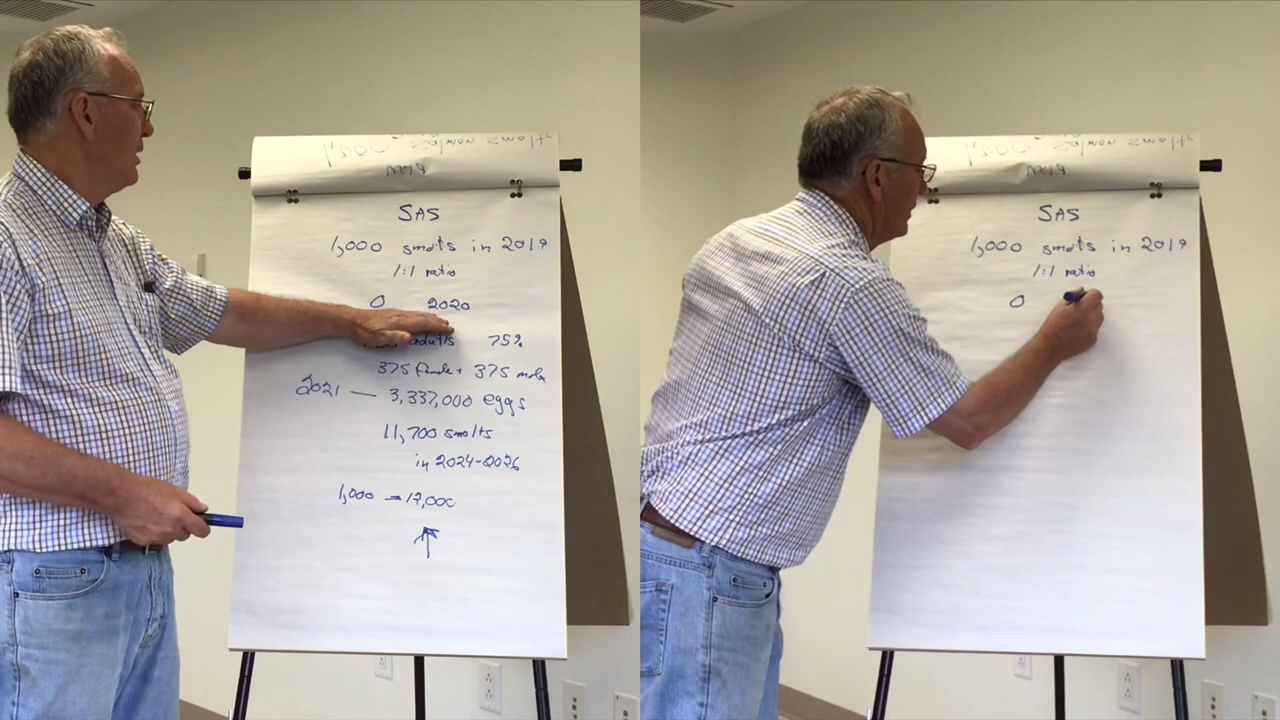 SAS
1,000 smolts in 2019
1:1 ratio
0 2020
adults 75%
375 female + 375 male
2021 — 3,337,000 eggs
11,700 smolts
in 2024-2026
1,000 → 12,000
SAS
1,000 smolts in 2019
1:1 ratio
0